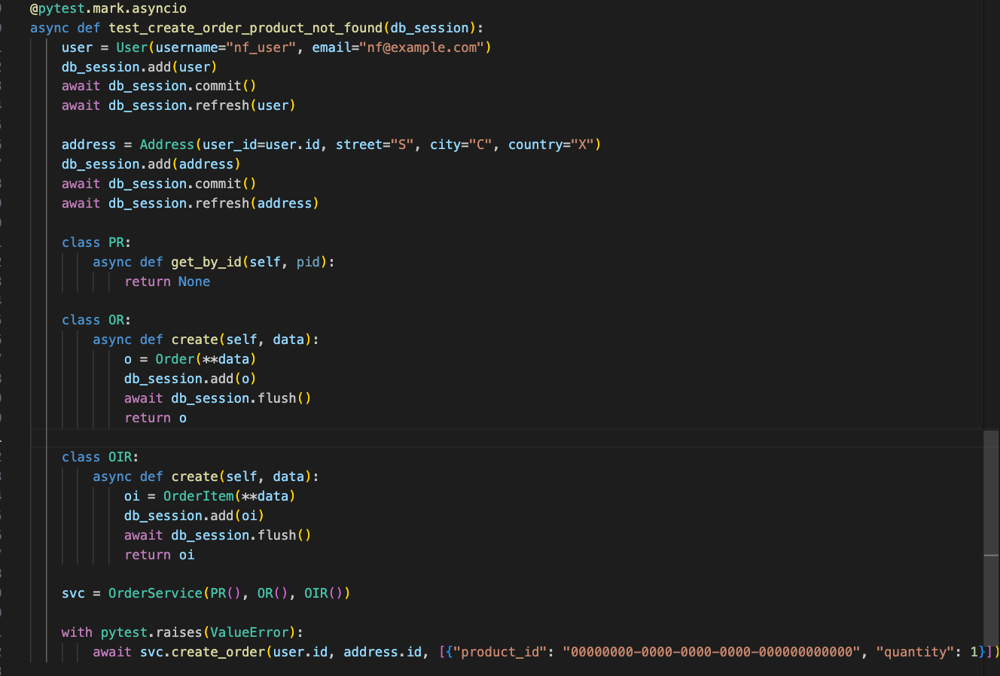 @pytest.mark.asyncio
async def test_create_order_product_not_found(db_session):
    user = User(username="nf_user", email="nf@example.com")
    db_session.add(user)
    await db_session.commit()
    await db_session.refresh(user)

    address = Address(user_id=user.id, street="S", city="C", country="X")
    db_session.add(address)
    await db_session.commit()
    await db_session.refresh(address)

    class PR:
        async def get_by_id(self, pid):
            return None

    class OR:
        async def create(self, data):
            o = Order(**data)
            db_session.add(o)
            await db_session.flush()
            return o

    class OIR:
        async def create(self, data):
            oi = OrderItem(**data)
            db_session.add(oi)
            await db_session.flush()
            return oi

    svc = OrderService(PR(), OR(), OIR())

    with pytest.raises(ValueError):
        await svc.create_order(user.id, address.id, [{"product_id": "00000000-0000-0000-0000-000000000000", "quantity": 1}])